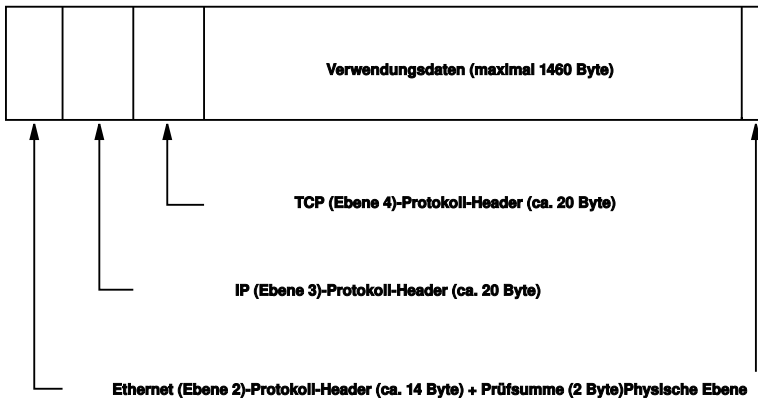 Verwendungsdaten (maximal 1460 Byte)
TCP (Ebene 4)-Protokoll-Header (ca. 20 Byte)
IP (Ebene 3)-Protokoll-Header (ca. 20 Byte)
Ethernet (Ebene 2)-Protokoll-Header (ca. 14 Byte) + Prüfsumme (2 Byte)Physische Ebene